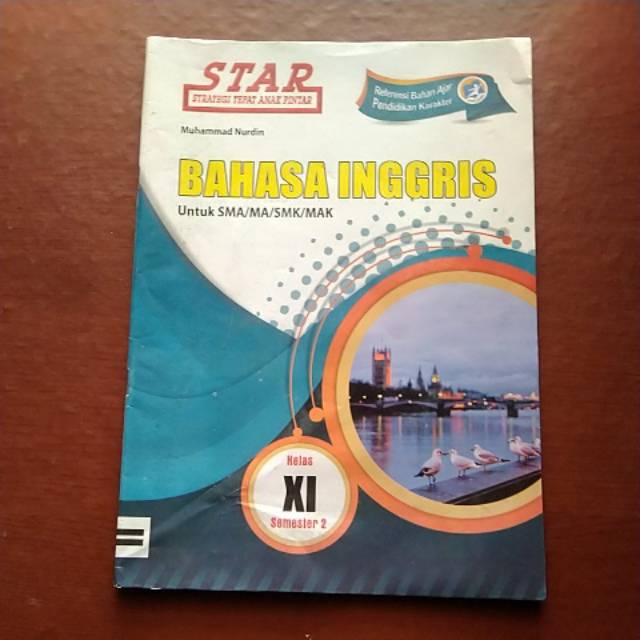 STAR
STRATEGI TEPAT ANAK PINTAR
Referensi Bahan Ajar
Pendidikan Karakter
Muhammad Nurdin
BAHASA INGGRIS
Untuk SMA/MA/SMK/MAK
Kelas
XI
Semester 2